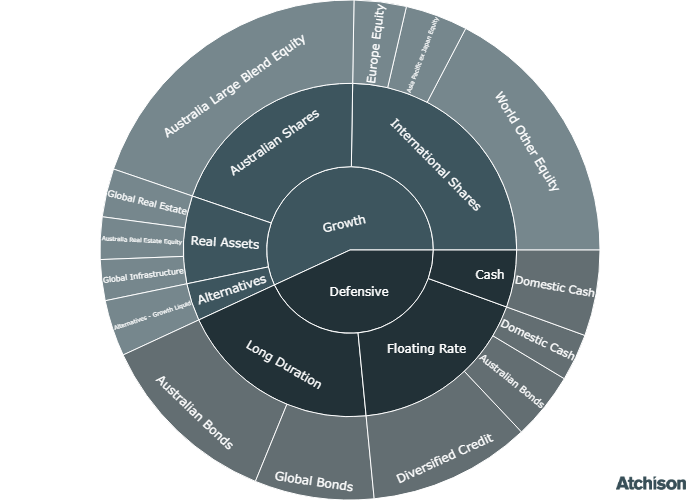 Growth
Defensive
Australian Shares
International Shares
Real Assets
Alternatives
Cash
Floating Rate
Long Duration
Australia Large Blend Equity
Europe Equity
Asia Pacific ex Japan Equity
World Other Equity
Global Real Estate
Australia Real Estate Equity
Global Infrastructure
Alternatives - Growth Liquid
Domestic Cash
Domestic Cash
Australian Bonds
Diversified Credit
Global Bonds
Australian Bonds
Atchison